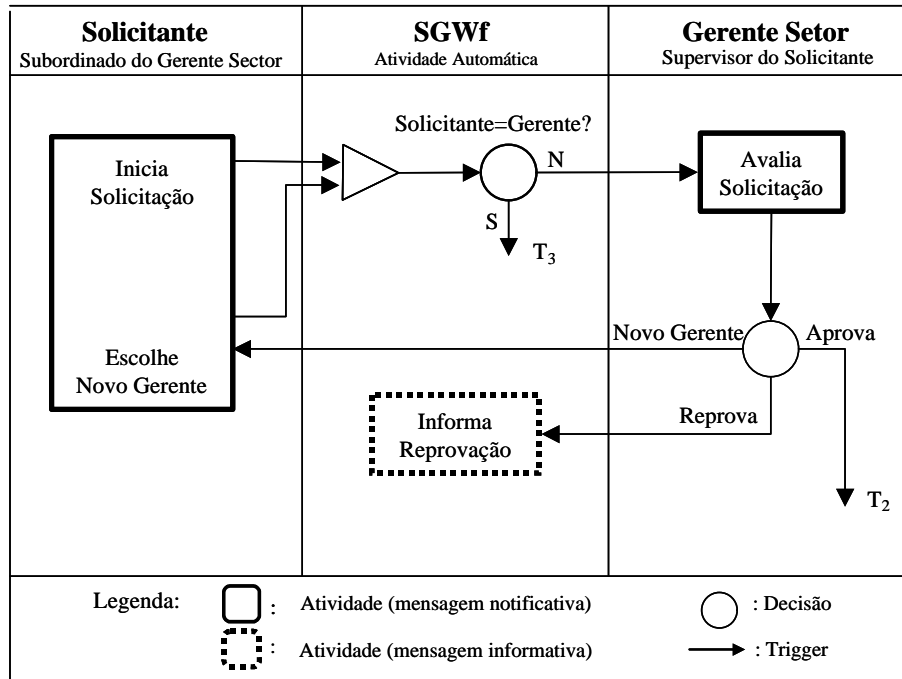 Solicitante
Subordinado do Gerente Sector
SGWf
Atividade Automática
Gerente Setor
Supervisor do Solicitante
Inicia
Solicitação
Escolhe
Novo Gerente
Solicitante=Gerente?
N
S
T3
Avalia
Solicitação
Novo Gerente
Aprova
Reprova
Informa
Reprovação
T2
Legenda:
: Atividade (mensagem notificativa)
: Decisão
: Atividade (mensagem informativa)
: Trigger